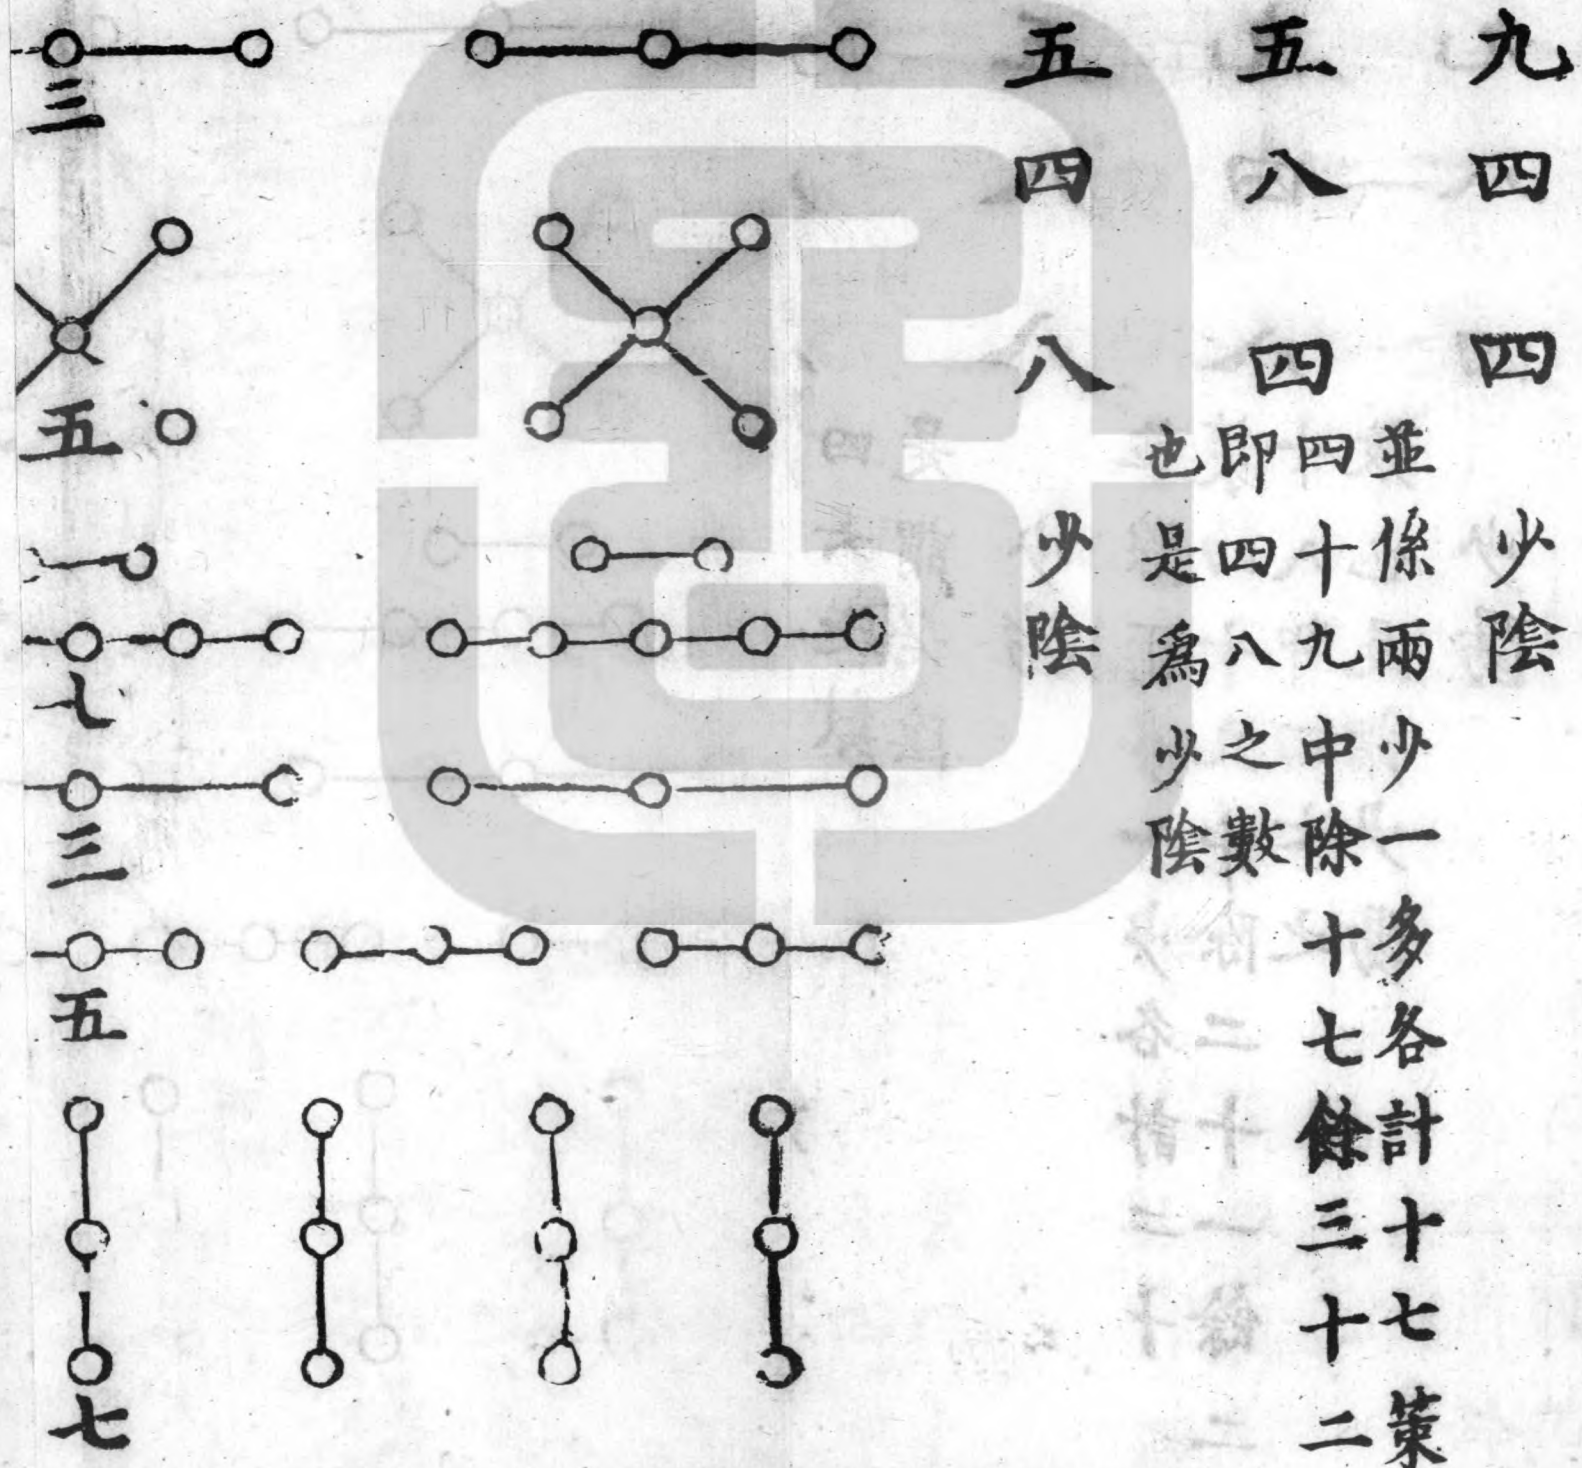 九四四少陰
並係兩少一多各計十七策
四十九中除十七餘三十二
即四八之數
也是為少陰
五八四
五四八少陰
三
五
七
三
五
七